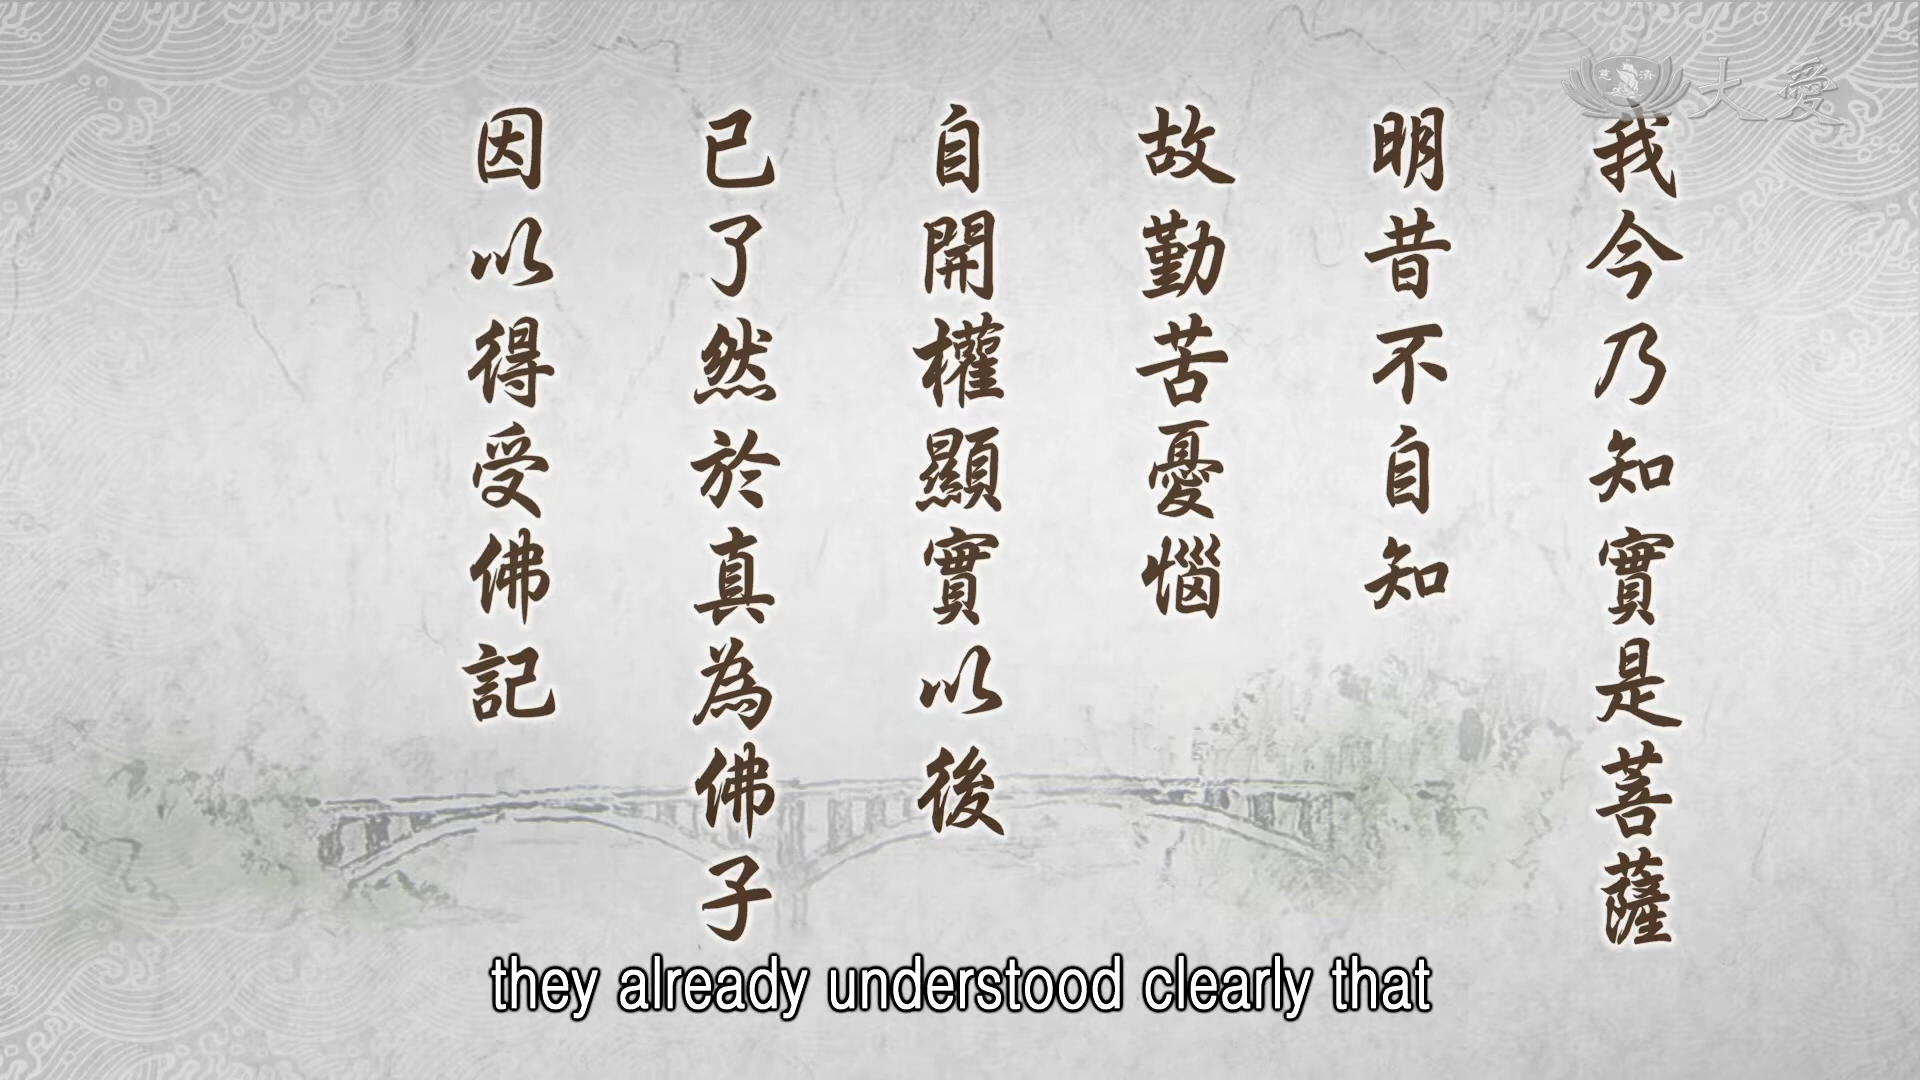 我今乃知實是菩薩
明昔不自知
故勤苦憂惱
自開權顯實以後
已了然於真為佛子
因以得受佛記
慈濟 大愛
they already understood clearly that